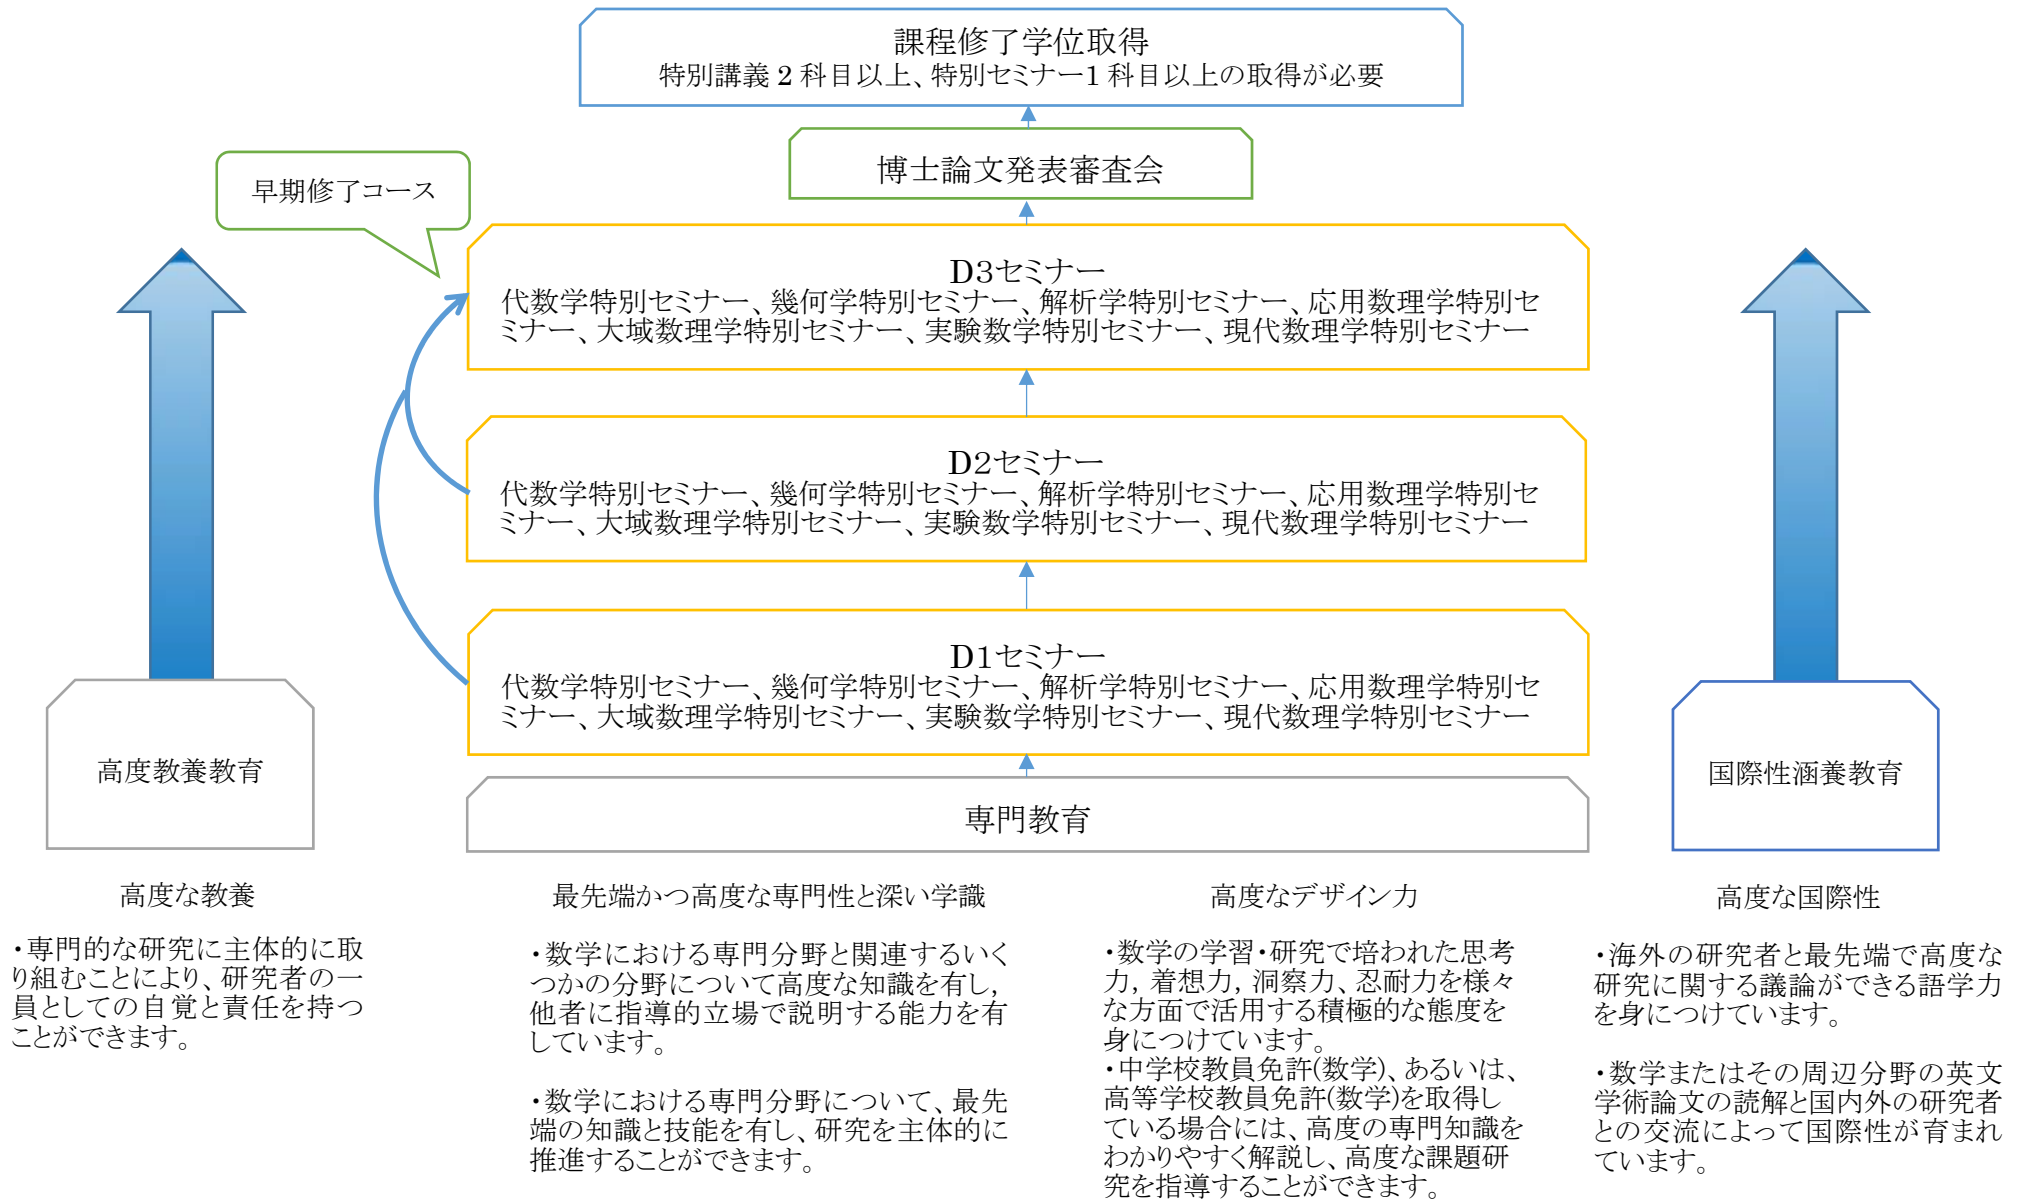 課程修了学位取得
特別講義 2 科目以上、特別セミナー1 科目以上の取得が必要
博士論文発表審査会
早期修了コース
D3セミナー
代数学特別セミナー、幾何学特別セミナー、解析学特別セミナー、応用数理学特別セ
ミナー、大域数理学特別セミナー、実験数学特別セミナー、現代数理学特別セミナー
D2セミナー
代数学特別セミナー、幾何学特別セミナー、解析学特別セミナー、応用数理学特別セ
ミナー、大域数理学特別セミナー、実験数学特別セミナー、現代数理学特別セミナー
D1セミナー
代数学特別セミナー、幾何学特別セミナー、解析学特別セミナー、応用数理学特別セ
ミナー、大域数理学特別セミナー、実験数学特別セミナー、現代数理学特別セミナー
高度教養教育
専門教育
国際性涵養教育
高度な教養
・専門的な研究に主体的に取
り組むことにより、研究者の一
員としての自覚と責任を持つ
ことができます。
最先端かつ高度な専門性と深い学識
・数学における専門分野と関連するいく
つかの分野について高度な知識を有し,
他者に指導的立場で説明する能力を有
しています。
・数学における専門分野について、最先
端の知識と技能を有し、研究を主体的に
推進することができます。
高度なデザイン力
・数学の学習・研究で培われた思考
力, 着想力, 洞察力、忍耐力を様々
な方面で活用する積極的な態度を
身につけています。
・中学校教員免許(数学)、あるいは、
高等学校教員免許(数学)を取得し
ている場合には、高度の専門知識を
わかりやすく解説し、高度な課題研
究を指導することができます。
高度な国際性
・海外の研究者と最先端で高度な
研究に関する議論ができる語学力
を身につけています。
・数学またはその周辺分野の英文
学術論文の読解と国内外の研究者
との交流によって国際性が育まれ
ています。